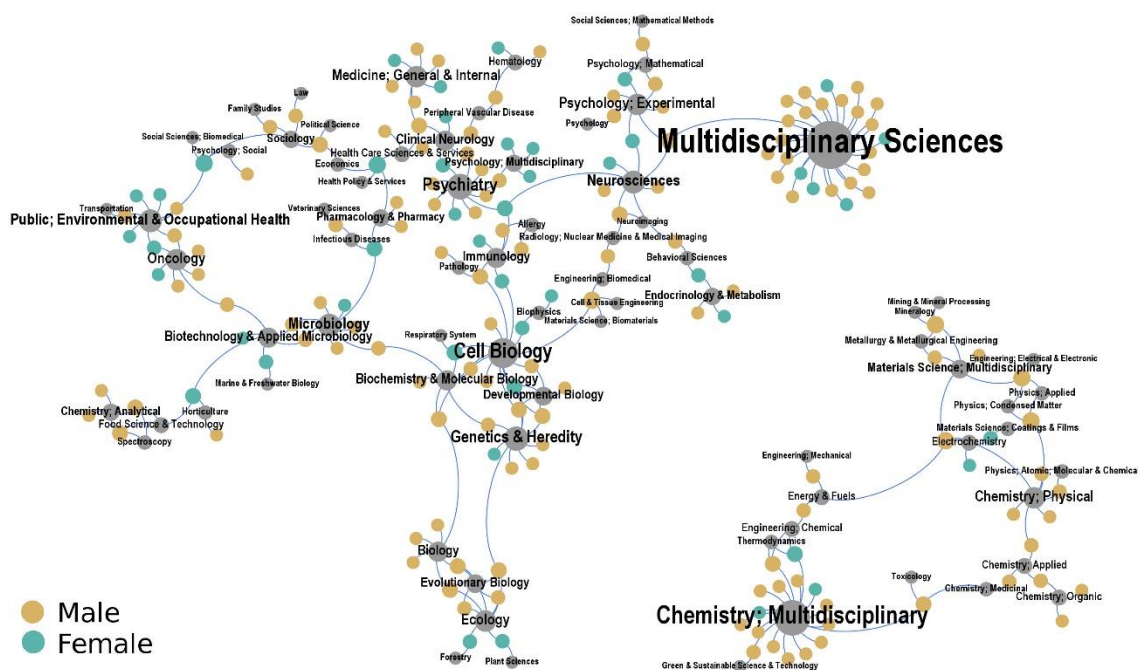 Social Sciences; Mathematical Methods
Law
Hematology
Psychology; Mathematical
Medicine; General & Internal
Family Studies
Peripheral Vascular Disease
Psychology; Experimental
Political Science
Psychology
Social Sciences; Biomedical
Sociology
Clinical Neurology
Multidisciplinary Sciences
Psychology; Social
Health Care Sciences & Services
Economics
Psychology; Multidisciplinary
Health Policy & Services
Psychiatry
Neurosciences
Transportation
Veterinary Sciences
Public; Environmental & Occupational Health
Pharmacology & Pharmacy
Neuroimaging
Allergy
Infectious Diseases
Radiology; Nuclear Medicine & Medical Imaging
Oncology
Immunology
Behavioral Sciences
Pathology
Engineering; Biomedical
Endocrinology & Metabolism
Cell & Tissue Engineering
Mining & Mineral Processing
Mineralogy
Biophysics
Materials Science; Biomaterials
Microbiology
Biotechnology & Applied Microbiology
Respiratory System
Metallurgy & Metallurgical Engineering
Cell Biology
Engineering; Electrical & Electronic
Materials Science; Multidisciplinary
Biochemistry & Molecular Biology
Marine & Freshwater Biology
Developmental Biology
Physics; Applied
Physics; Condensed Matter
Chemistry; Analytical
Horticulture
Food Science & Technology
Materials Science; Coatings & Films
Spectroscopy
Genetics & Heredity
Electrochemistry
Engineering; Mechanical
Physics; Atomic, Molecular & Chemical
Energy & Fuels
Chemistry; Physical
Engineering; Chemical
Thermodynamics
Biology
Chemistry; Applied
Evolutionary Biology
Toxicology
Chemistry; Medicinal
Chemistry; Organic
Male
Ecology
Chemistry; Multidisciplinary
Female
Forestry
Plant Sciences
Green & Sustainable Science & Technology